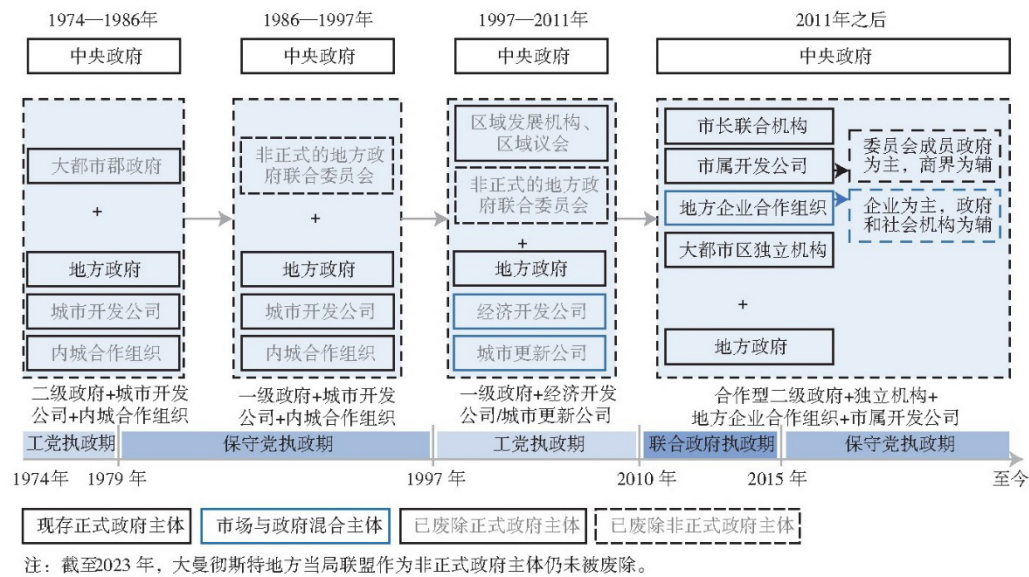 1974—1986年
1986—1997年
1997—2011年
2011年之后
中央政府
中央政府
中央政府
中央政府
大都市郡政府
+
地方政府
城市开发公司
内城合作组织
非正式的地方政
府联合委员会
+
地方政府
城市开发公司
内城合作组织
区域发展机构、
区域议会
非正式的地方政
府联合委员会
+
地方政府
经济开发公司
城市更新公司
市长联合机构
市属开发公司
地方企业合作组织
大都市区独立机构
+
地方政府
委员会成员政府
为主，商界为辅
企业为主，政府
和社会机构为辅
二级政府+城市开发
公司+内城合作组织
一级政府+城市开发
公司+内城合作组织
一级政府+经济开发
公司/城市更新公司
合作型二级政府+独立机构+
地方企业合作组织+市属开发公司
工党执政期
保守党执政期
工党执政期
联合政府执政期
保守党执政期
1974年
1979 年
1997 年
2010 年
2015 年
至今
现存正式政府主体
市场与政府混合主体
已废除正式政府主体
已废除非正式政府主体
注：截至2023 年，大曼彻斯特地方当局联盟作为非正式政府主体仍未被废除。